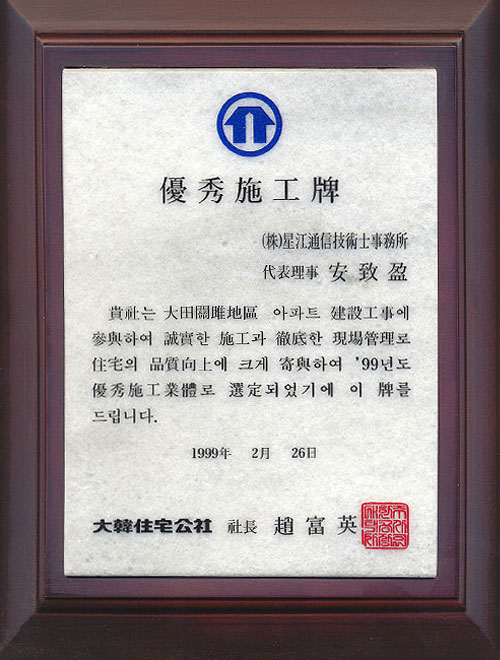 優秀施工牌
(株)星江通信技術士事務所
代表理事 安致盈
貴社는 大田關雎地區 아파트 建設工事에
參與하여 誠實한 施工과 徹底한 現場管理로
住宅의 品質向上에 크게 寄與하여 '99년도
優秀施工業體로 選定되었기에 이 牌를
드립니다.
1999年 2月 26日
大韓住宅公社 社長 趙富英